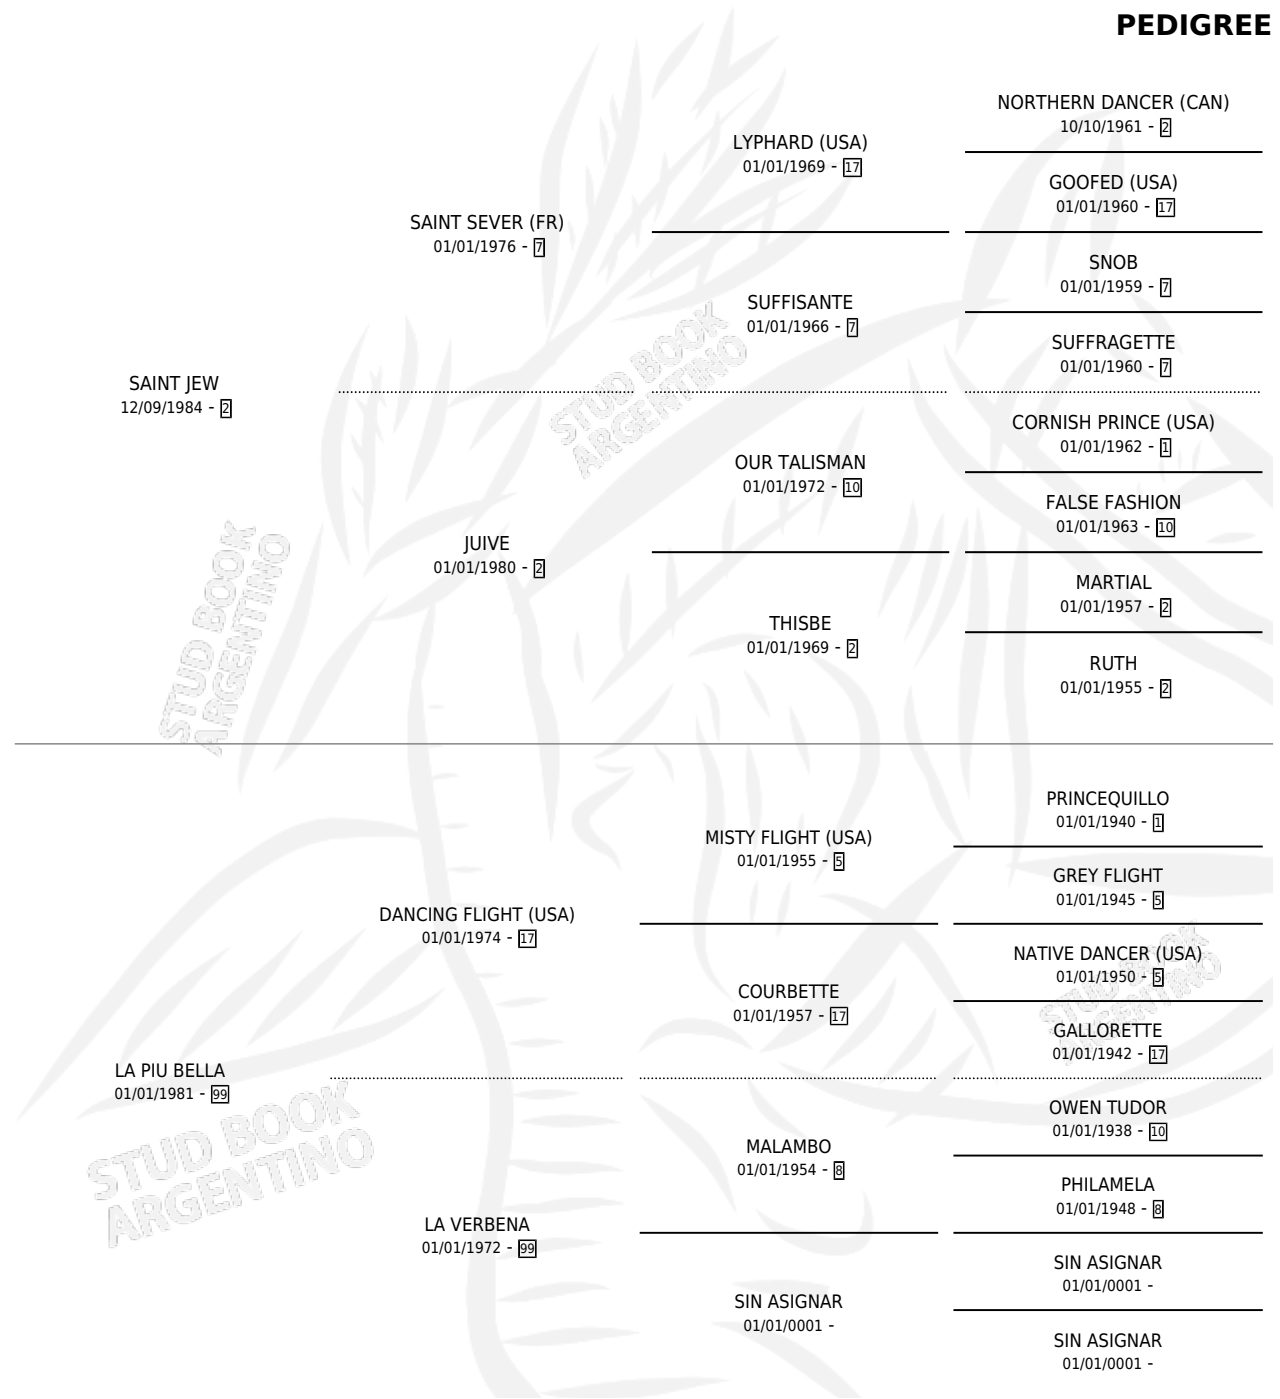 PEDIGREE
NORTHERN DANCER (CAN)
10/10/1961 - 2
LYPHARD (USA)
01/01/1969 - 17
GOOFED (USA)
01/01/1960 - 17
SAINT SEVER (FR)
01/01/1976 - 7
SNOB
01/01/1959 - 7
SUFFISANTE
01/01/1966 - 7
SUFFRAGETTE
01/01/1960 - 7
SAINT JEW
12/09/1984 - 2
CORNISH PRINCE (USA)
01/01/1962 - 1
OUR TALISMAN
01/01/1972 - 10
FALSE FASHION
01/01/1963 - 10
JUIVE
01/01/1980 - 2
MARTIAL
01/01/1957 - 2
THISBE
01/01/1969 - 2
RUTH
01/01/1955 - 2
PRINCEQUILLO
01/01/1940 - 1
MISTY FLIGHT (USA)
01/01/1955 - 5
GREY FLIGHT
01/01/1945 - 5
DANCING FLIGHT (USA)
01/01/1974 - 17
NATIVE DANCER (USA)
01/01/1950 - 5
COURBETTE
01/01/1957 - 17
GALLORETTE
01/01/1942 - 17
LA PIU BELLA
01/01/1981 - 99
OWEN TUDOR
01/01/1938 - 10
MALAMBO
01/01/1954 - 8
PHILAMELA
01/01/1948 - 8
LA VERBENA
01/01/1972 - 99
SIN ASIGNAR
01/01/0001 -
SIN ASIGNAR
01/01/0001 -
SIN ASIGNAR
01/01/0001 -
STUD BOOK
ARGENTINO
STUD BOOK
ARGENTINO
STUD BOOK
ARGENTINO
STUD BOOK
ARGENTINO